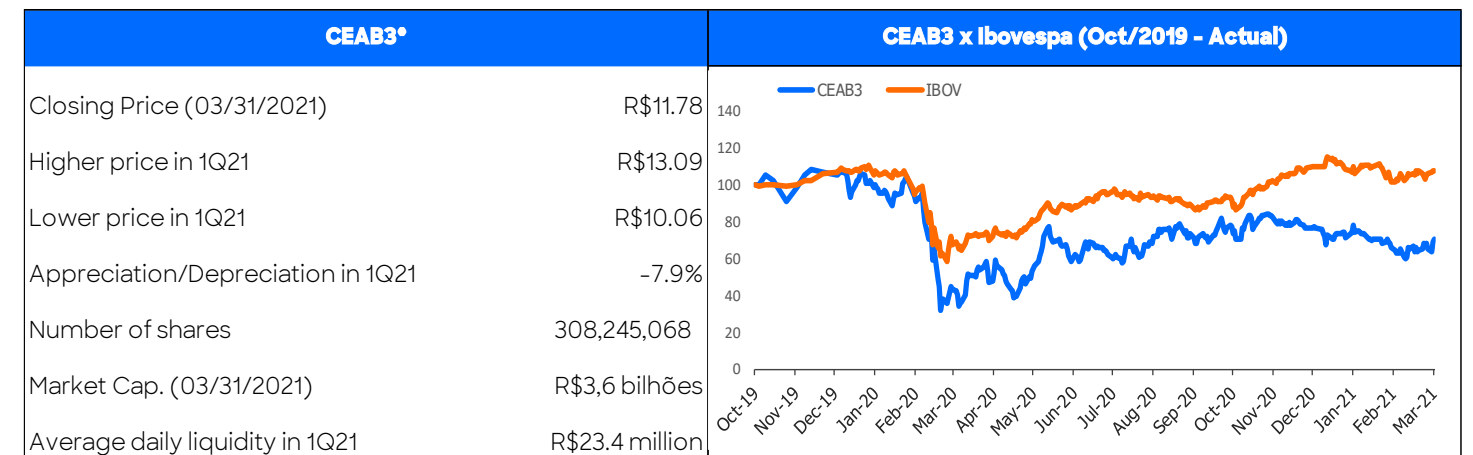 CEAB3*
Closing Price (03/31/2021) R$11.78
Higher price in 1Q21 R$13.09
Lower price in 1Q21 R$10.06
Appreciation/Depreciation in 1Q21 -7.9%
Number of shares 308,245,068
Market Cap. (03/31/2021) R$3,6 bilhões
Average daily liquidity in 1Q21 R$23.4 million
CEAB3 x Ibovespa (Oct/2019 - Actual)
CEAB3 IBOV
140
120
100
80
60
40
20
0
Oct-19 Nov-19 Dec-19 Jan-20 Feb-20 Mar-20 Apr-20 May-20 Jun-20 Jul-20 Aug-20 Sep-20 Oct-20 Nov-20 Dec-20 Jan-21 Feb-21 Mar-21